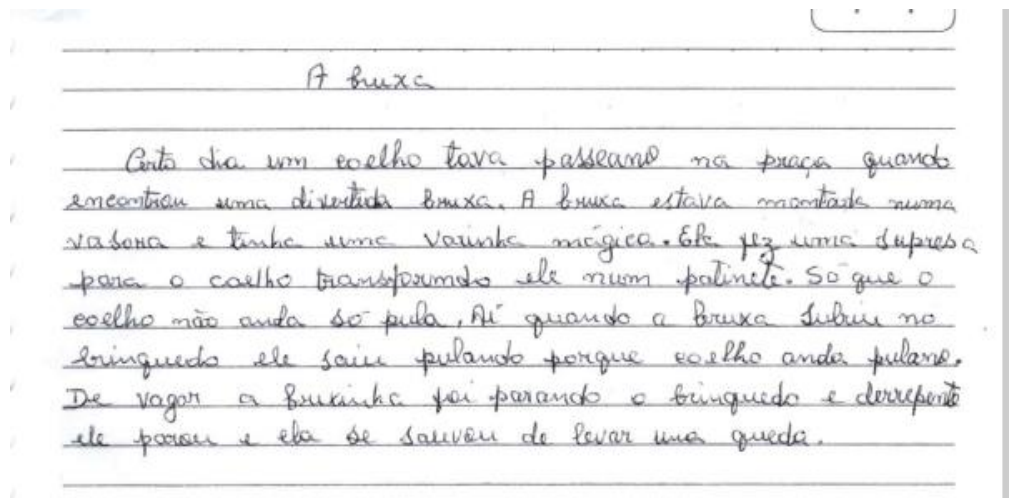 A bruxa
Certo dia um coelho tava passeano na praça quando
encontrou uma divertida bruxa. A bruxa estava montada numa
vasora e tinha uma varinha mágica. Ela fez uma supresa
para o coelho transformdo ele num patinete. Só que o
coelho não anda só pula. Aí quando a bruxa subiu no
brinquedo ele saiu pulando porque coelho anda pulano.
De vagar a bruxinha foi parando o brinquedo e derrepente
ele parou e ela se sauvou de levar uma queda.